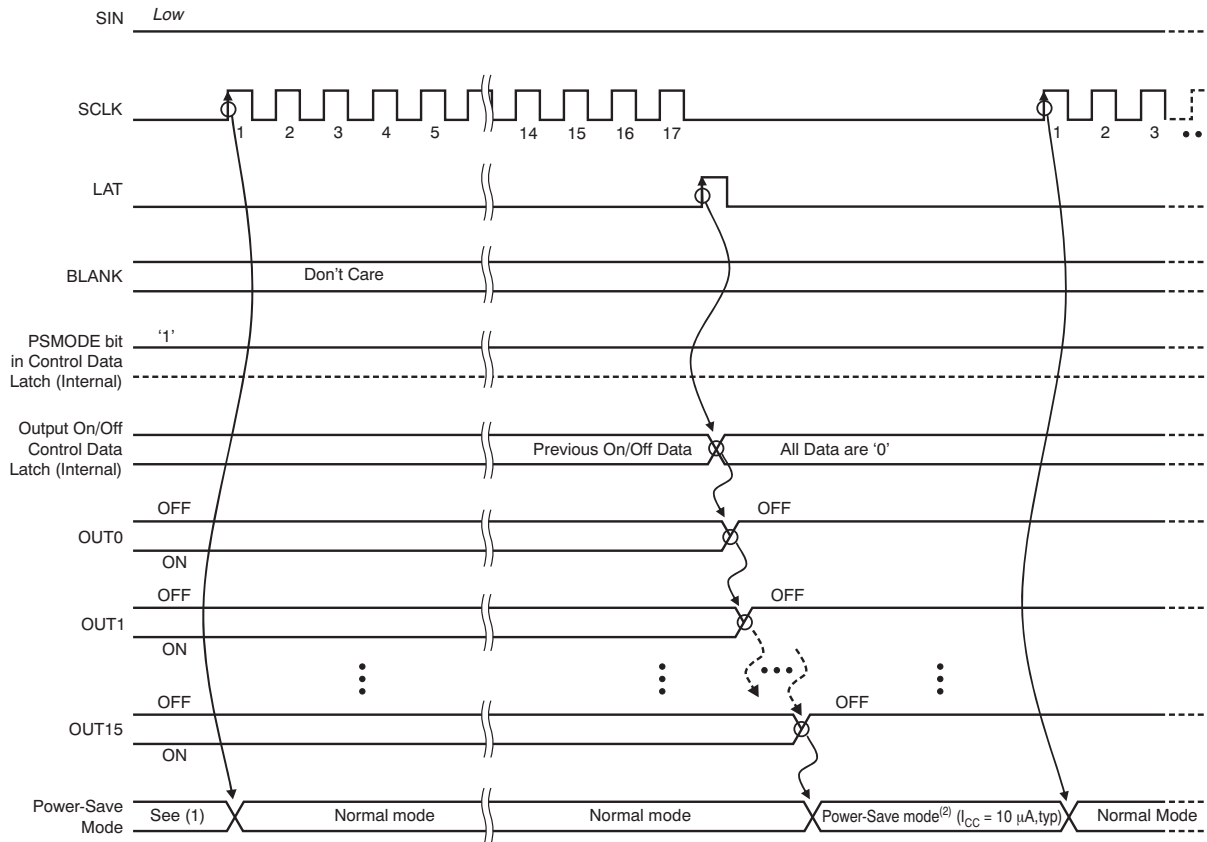 SIN Low
SCLK
1 2 3 4 5 14 15 16 17 1 2 3
LAT
BLANK Don't Care
PSMODE bit
in Control Data
Latch (Internal)
'1'
Output On/Off
Control Data
Latch (Internal)
Previous On/Off Data All Data are '0'
OFF OFF
OUT0
ON
OFF OFF
OUT1
ON
OFF OFF
OUT15
ON
Power-Save
Mode
See (1) Normal mode Normal mode Power-Save mode(2) (ICC = 10 μA,typ) Normal Mode